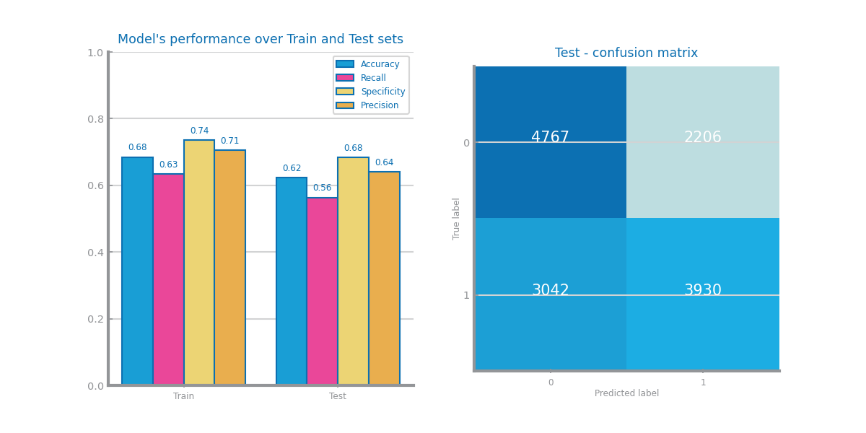 Model's performance over Train and Test sets
1.0
0.8
0.6
0.4
0.2
0.0
Accuracy
Recall
Specificity
Precision
0.68
0.63
0.74
0.71
0.62
0.56
0.68
0.64
Train
Test
Test - confusion matrix
True label
0
1
4767
2206
3042
3930
0
1
Predicted label